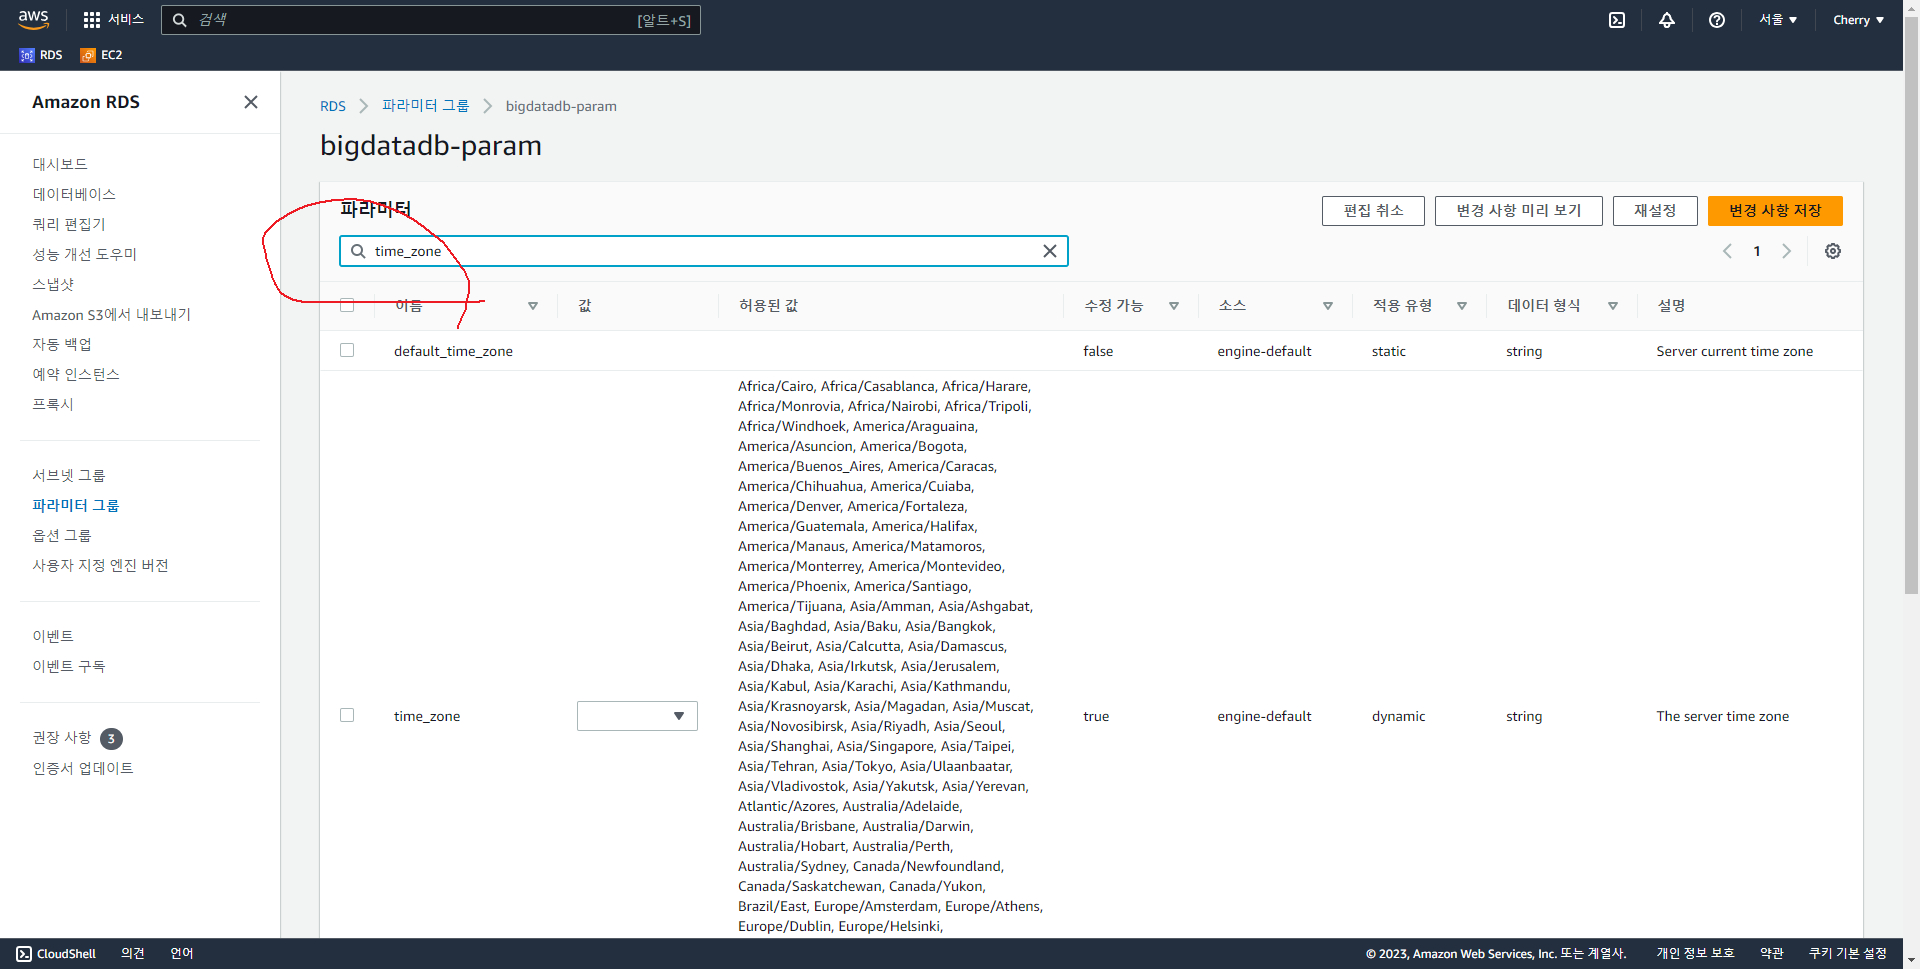 aws
서비스
검색
[알트+S]
서울 ▼
Cherry ▼
RDS
EC2
Amazon RDS
대시보드
데이터베이스
쿼리 편집기
성능 개선 도우미
스냅샷
Amazon S3에서 내보내기
자동 백업
예약 인스턴스
프록시
서브넷 그룹
파라미터 그룹
옵션 그룹
사용자 지정 엔진 버전
이벤트
이벤트 구독
권장 사항 3
인증서 업데이트
RDS > 파라미터 그룹 > bigdatadb-param
bigdatadb-param
파라미터
편집 취소
변경 사항 미리 보기
재설정
변경 사항 저장
time_zone
1
이름 값 허용된 값 수정 가능 소스 적용 유형 데이터 형식 설명
default_time_zone false engine-default static string Server current time zone
Africa/Cairo, Africa/Casablanca, Africa/Harare,
Africa/Monrovia, Africa/Nairobi, Africa/Tripoli,
Africa/Windhoek, America/Araguaina,
America/Asuncion, America/Bogota,
America/Buenos_Aires, America/Caracas,
America/Chihuahua, America/Cuiaba,
America/Denver, America/Fortaleza,
America/Guatemala, America/Halifax,
America/Manaus, America/Matamoros,
America/Monterrey, America/Montevideo,
America/Phoenix, America/Santiago,
America/Tijuana, Asia/Amman, Asia/Ashgabat,
Asia/Baghdad, Asia/Baku, Asia/Bangkok,
Asia/Beirut, Asia/Calcutta, Asia/Damascus,
Asia/Dhaka, Asia/Irkutsk, Asia/Jerusalem,
Asia/Kabul, Asia/Karachi, Asia/Kathmandu,
Asia/Krasnoyarsk, Asia/Magadan, Asia/Muscat,
Asia/Novosibirsk, Asia/Riyadh, Asia/Seoul,
Asia/Shanghai, Asia/Singapore, Asia/Taipei,
Asia/Tehran, Asia/Tokyo, Asia/Ulaanbaatar,
Asia/Vladivostok, Asia/Yakutsk, Asia/Yerevan,
Atlantic/Azores, Australia/Adelaide,
Australia/Brisbane, Australia/Darwin,
Australia/Hobart, Australia/Perth,
Australia/Sydney, Canada/Newfoundland,
Canada/Saskatchewan, Canada/Yukon,
Brazil/East, Europe/Amsterdam, Europe/Athens,
Europe/Dublin, Europe/Helsinki,
time_zone true engine-default dynamic string The server time zone
CloudShell
의견
언어
© 2023, Amazon Web Services, Inc. 또는 계열사.
개인 정보 보호
약관
쿠키 기본 설정